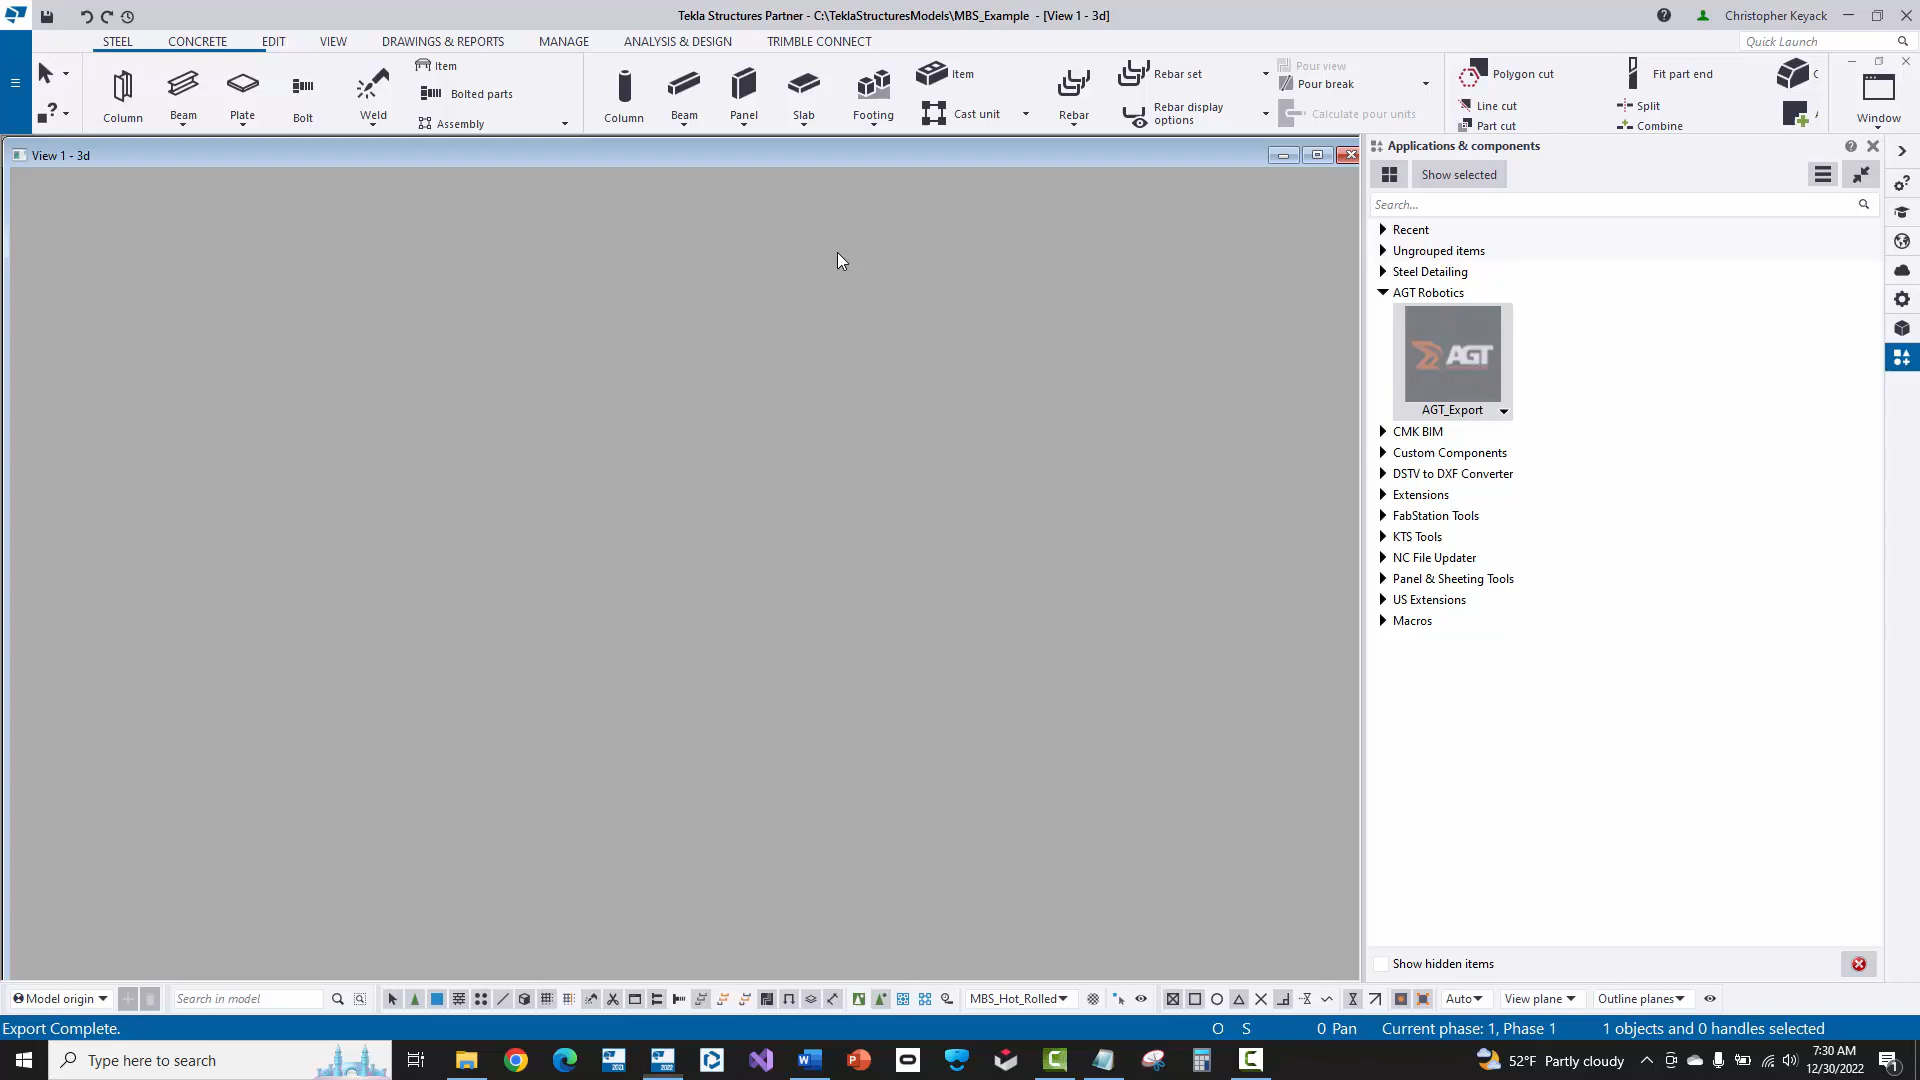 Tekla Structures Partner - C:\TeklaStructuresModels\MBS_Example - [View 1 - 3d]
Christopher Keyack
STEEL CONCRETE EDIT VIEW DRAWINGS & REPORTS MANAGE ANALYSIS & DESIGN TRIMBLE CONNECT
Quick Launch
Column
Beam
Plate
Bolt
Weld
Item
Bolted parts
Assembly
Column
Beam
Panel
Slab
Footing
Item
Cast unit
Rebar
Rebar set
Rebar display
options
Pour view
Pour break
Calculate pour units
Polygon cut
Line cut
Part cut
Fit part end
Split
Combine
Window
View 1 - 3d
Applications & components
Show selected
Search...
Recent
Ungrouped items
Steel Detailing
AGT Robotics
AGT
AGT_Export
CMK BIM
Custom Components
DSTV to DXF Converter
Extensions
FabStation Tools
KTS Tools
NC File Updater
Panel & Sheeting Tools
US Extensions
Macros
Show hidden items
Model origin
Search in model
MBS_Hot_Rolled
Auto
View plane
Outline planes
Export Complete.
O S 0 Pan Current phase: 1, Phase 1 1 objects and 0 handles selected
Type here to search
2021
2022
52°F Partly cloudy
7:30 AM
12/30/2022
1